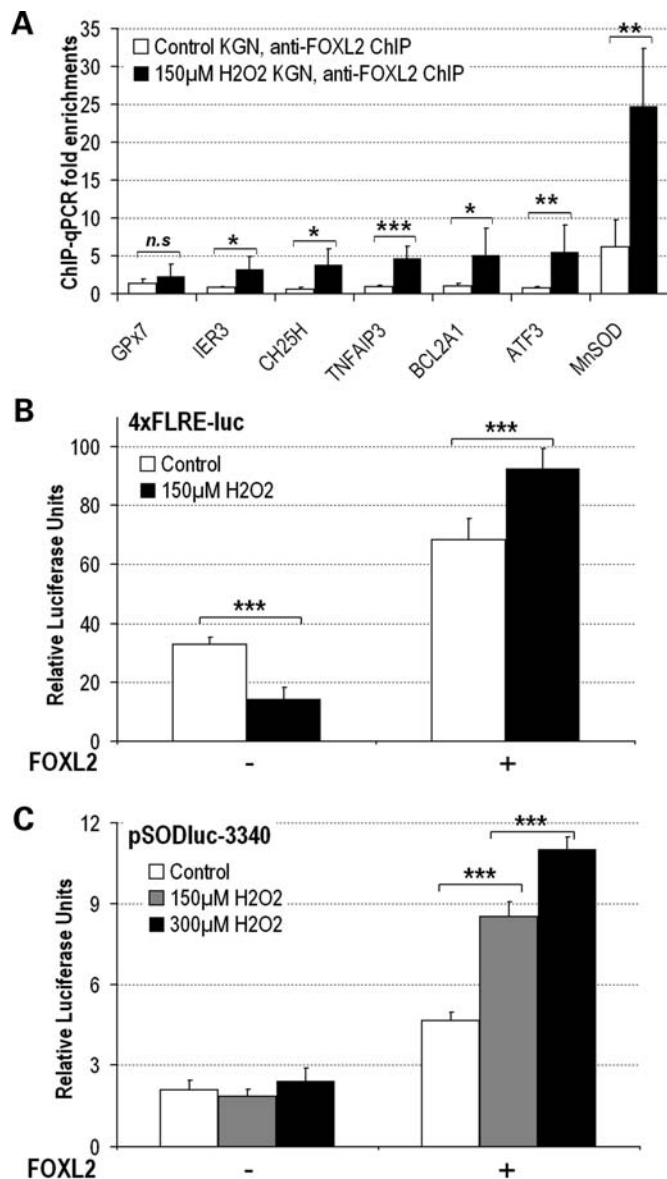 A
Control KGN, anti-FOXL2 ChIP
150µM H2O2 KGN, anti-FOXL2 ChIP
ChIP-qPCR fold enrichments
35
30
25
20
15
10
5
0
n.s
*
*
***
*
**
**
GPx7
IER3
CH25H
TNFAIP3
BCL2A1
ATF3
MnSOD
B
4xFLRE-luc
Control
150µM H2O2
Relative Luciferase Units
100
80
60
40
20
0
***
***
FOXL2
-
+
C
pSODluc-3340
Control
150µM H2O2
300µM H2O2
Relative Luciferase Units
12
9
6
3
0
***
***
FOXL2
-
+